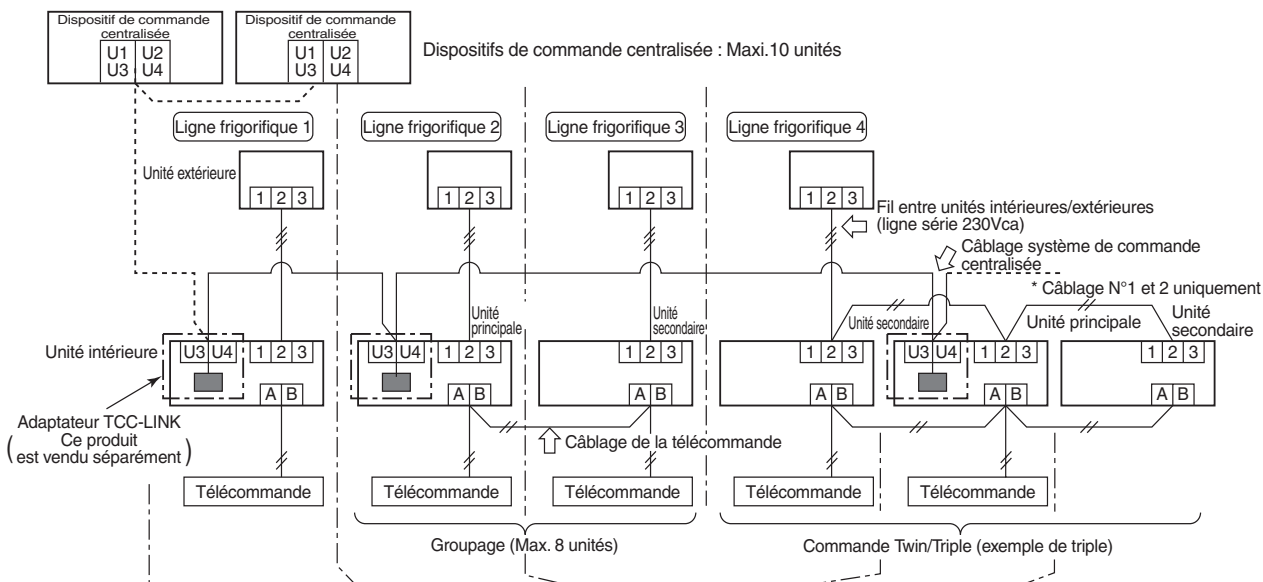 Dispositif de commande
centralisée
U1 U2
U3 U4
Dispositif de commande
centralisée
U1 U2
U3 U4
Dispositifs de commande centralisée : Maxi.10 unités
Ligne frigorifique 1
Ligne frigorifique 2
Ligne frigorifique 3
Ligne frigorifique 4
Unité extérieure
1 2 3
1 2 3
1 2 3
1 2 3
Fil entre unités intérieures/extérieures
(ligne série 230Vca)
Câblage système de commande
centralisée
* Câblage N°1 et 2 uniquement
Unité
principale
Unité
secondaire
Unité secondaire
Unité principale
Unité
secondaire
Unité intérieure
U3 U4
1 2 3
U3 U4
1 2 3
1 2 3
1 2 3
U3 U4
1 2 3
1 2 3
A B
A B
A B
A B
A B
A B
Adaptateur TCC-LINK
( Ce produit
est vendu séparément )
Câblage de la télécommande
Télécommande
Télécommande
Télécommande
Télécommande
Télécommande
Groupage (Max. 8 unités)
Commande Twin/Triple (exemple de triple)